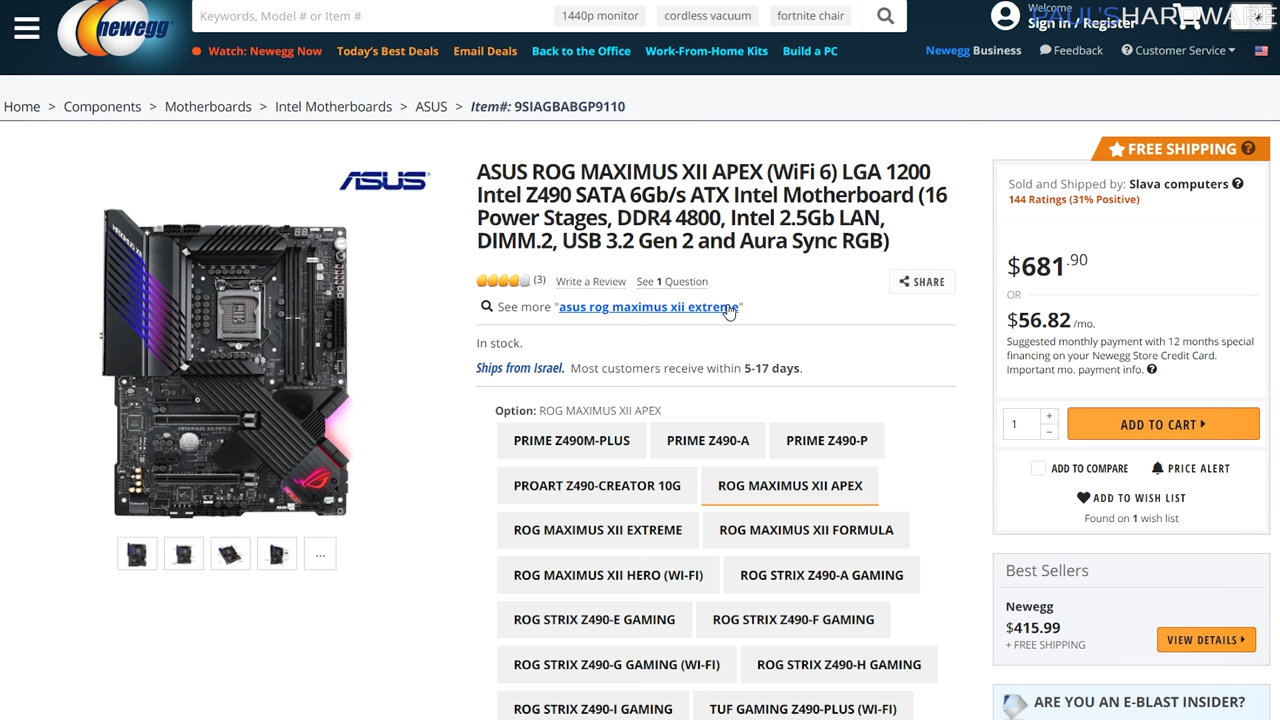 newegg
Keywords, Model # or Item #
1440p monitor
cordless vacuum
fortnite chair
Welcome
Sign in / Register
PAUL'SHARDWARE
Watch: Newegg Now
Today's Best Deals
Email Deals
Back to the Office
Work-From-Home Kits
Build a PC
Newegg Business
Feedback
Customer Service
Home > Components > Motherboards > Intel Motherboards > ASUS > Item#: 9SIAGBABGP9110
FREE SHIPPING
ASUS
ASUS ROG MAXIMUS XII APEX (WiFi 6) LGA 1200
Intel Z490 SATA 6Gb/s ATX Intel Motherboard (16
Power Stages, DDR4 4800, Intel 2.5Gb LAN,
DIMM.2, USB 3.2 Gen 2 and Aura Sync RGB)
(3) Write a Review See 1 Question
SHARE
See more "asus rog maximus xii extreme"
In stock.
Ships from Israel. Most customers receive within 5-17 days.
Option: ROG MAXIMUS XII APEX
PRIME Z490M-PLUS
PRIME Z490-A
PRIME Z490-P
PROART Z490-CREATOR 10G
ROG MAXIMUS XII APEX
ROG MAXIMUS XII EXTREME
ROG MAXIMUS XII FORMULA
ROG MAXIMUS XII HERO (WI-FI)
ROG STRIX Z490-A GAMING
ROG STRIX Z490-E GAMING
ROG STRIX Z490-F GAMING
ROG STRIX Z490-G GAMING (WI-FI)
ROG STRIX Z490-H GAMING
ROG STRIX Z490-I GAMING
TUF GAMING Z490-PLUS (WI-FI)
MAXIMUS XII
MAXIMUS XII APEX
...
Sold and Shipped by: Slava computers
144 Ratings (31% Positive)
$681.90
OR
$56.82 /mo.
Suggested monthly payment with 12 months special
financing on your Newegg Store Credit Card.
Important mo. payment info.
1
+
−
ADD TO CART
ADD TO COMPARE
PRICE ALERT
ADD TO WISH LIST
Found on 1 wish list
Best Sellers
Newegg
$415.99
+ FREE SHIPPING
VIEW DETAILS
ARE YOU AN E-BLAST INSIDER?